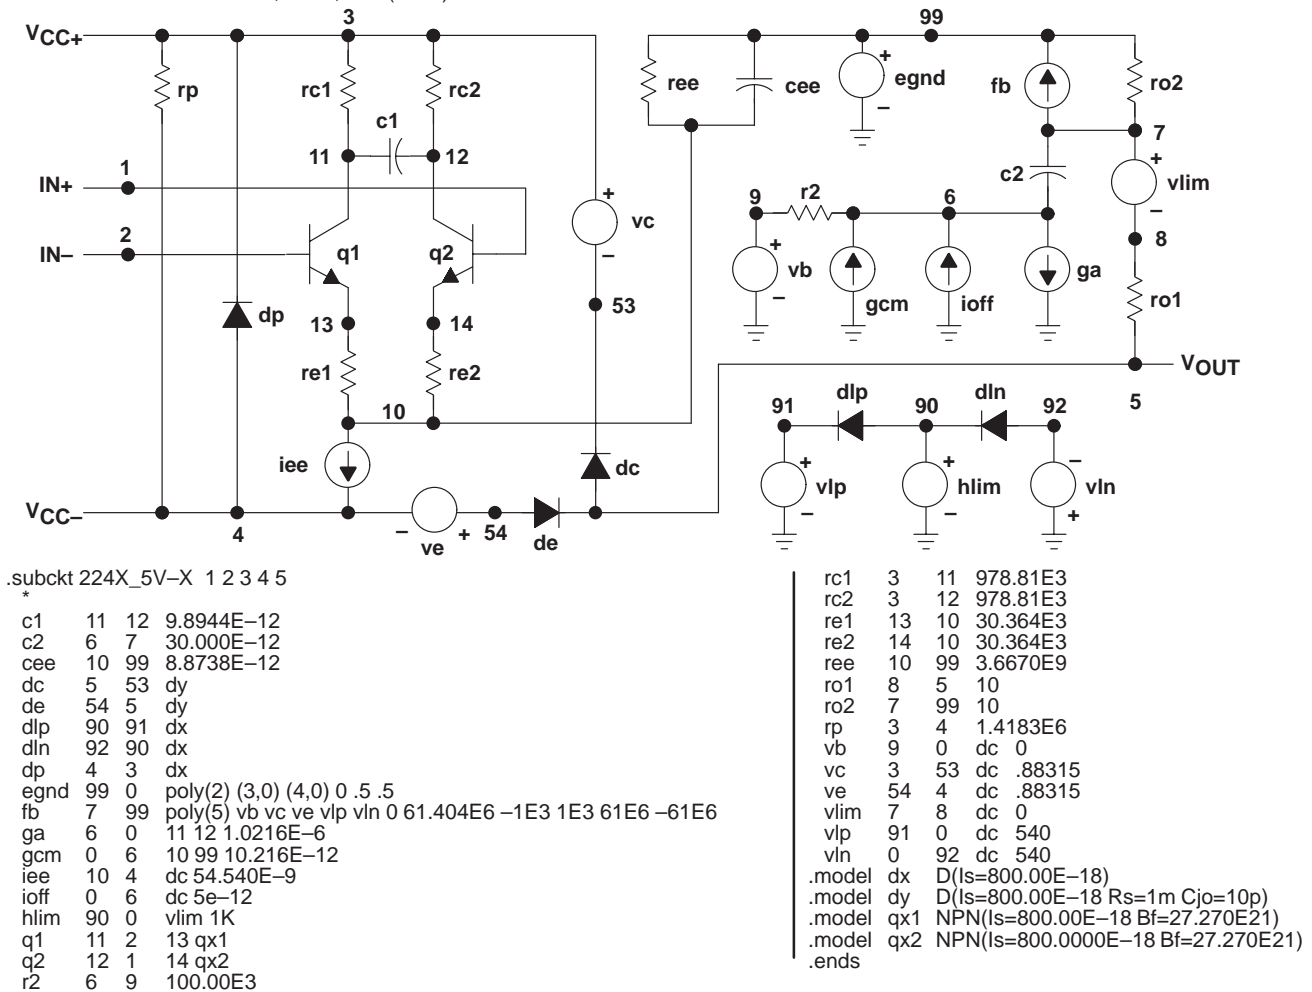 3
99
VCC+
rp
rc1
rc2
ree
cee
egnd
fb
ro2
c1
11
12
7
1
IN+
c2
vlim
9
r2
6
2
IN–
q1
q2
vc
8
vb
gcm
ioff
ga
ro1
53
dp
13
14
re1
re2
VOUT
5
10
91
dlp
90
dln
92
iee
dc
vlp
hlim
vln
VCC–
4
ve
54
de
+
–
.subckt 224X_5V–X 1 2 3 4 5
*
c1 11 12 9.8944E–12
c2 6 7 30.000E–12
cee 10 99 8.8738E–12
dc 5 53 dy
de 54 5 dy
dlp 90 91 dx
dln 92 90 dx
dp 4 3 dx
egnd 99 0 poly(2) (3,0) (4,0) 0 .5 .5
fb 7 99 poly(5) vb vc ve vlp vln 0 61.404E6 –1E3 1E3 61E6 –61E6
ga 6 0 11 12 1.0216E–6
gcm 0 6 10 99 10.216E–12
iee 10 4 dc 54.540E–9
ioff 0 6 dc 5e–12
hlim 90 0 vlim 1K
q1 11 2 13 qx1
q2 12 1 14 qx2
r2 6 9 100.00E3
rc1 3 11 978.81E3
rc2 3 12 978.81E3
re1 13 10 30.364E3
re2 14 10 30.364E3
ree 10 99 3.6670E9
ro1 8 5 10
ro2 7 99 10
rp 3 4 1.4183E6
vb 9 0 dc 0
vc 3 53 dc .88315
ve 54 4 dc .88315
vlim 7 8 dc 0
vlp 91 0 dc 540
vln 0 92 dc 540
.model dx D(Is=800.00E–18)
.model dy D(Is=800.00E–18 Rs=1m Cjo=10p)
.model qx1 NPN(Is=800.00E–18 Bf=27.270E21)
.model qx2 NPN(Is=800.0000E–18 Bf=27.270E21)
.ends